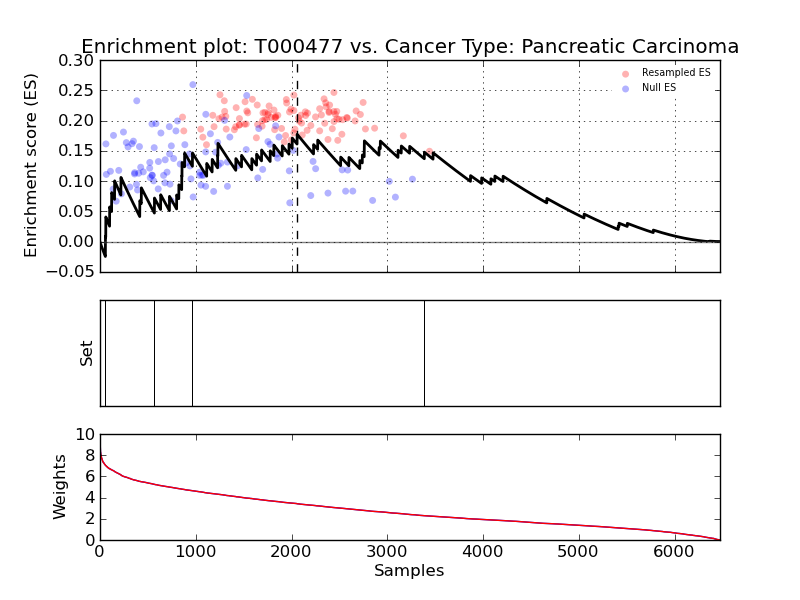 Enrichment plot: T000477 vs. Cancer Type: Pancreatic Carcinoma
Enrichment score (ES)
0.30
0.25
0.20
0.15
0.10
0.05
0.00
−0.05
Resampled ES
Null ES
Set
Weights
10
8
6
4
2
0
0 1000 2000 3000 4000 5000 6000
Samples